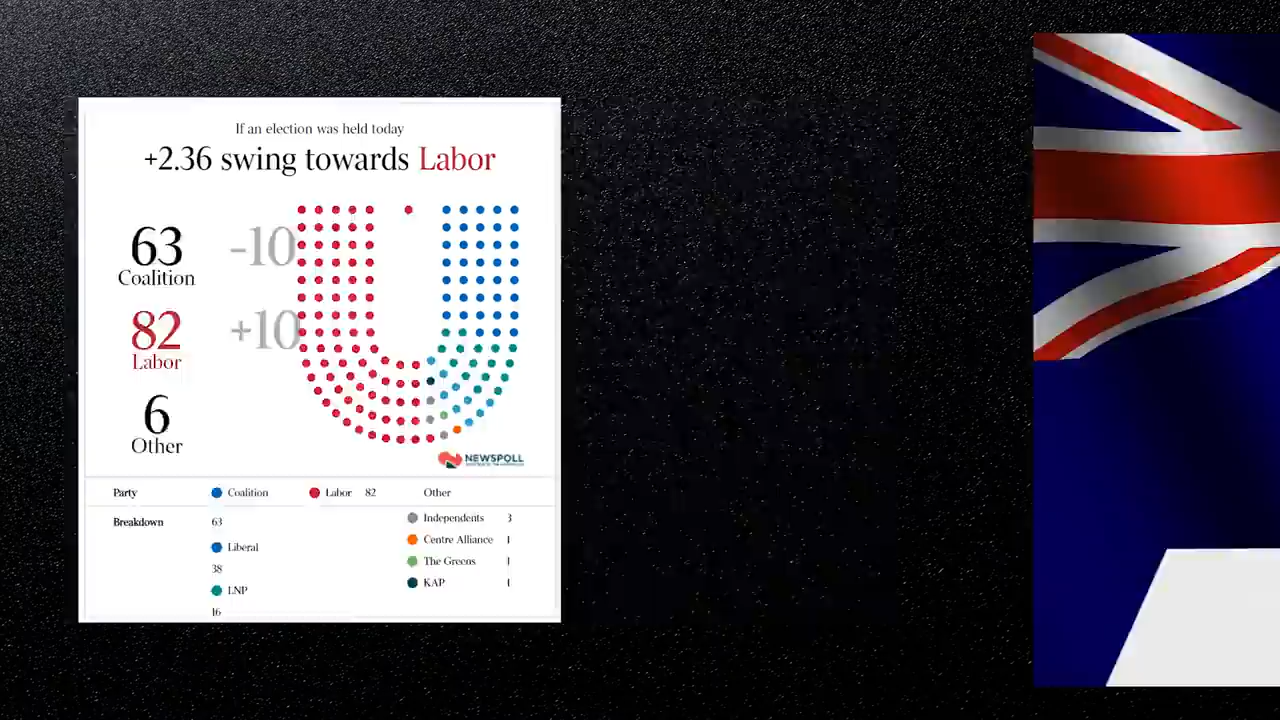 If an election was held today
+2.36 swing towards Labor
63 -10
Coalition
82 +10
Labor
6
Other
NEWSPOLL
Party Coalition Labor 82 Other
Breakdown 63
Liberal
38
LNP
16
Independents 3
Centre Alliance 1
The Greens 1
KAP 1